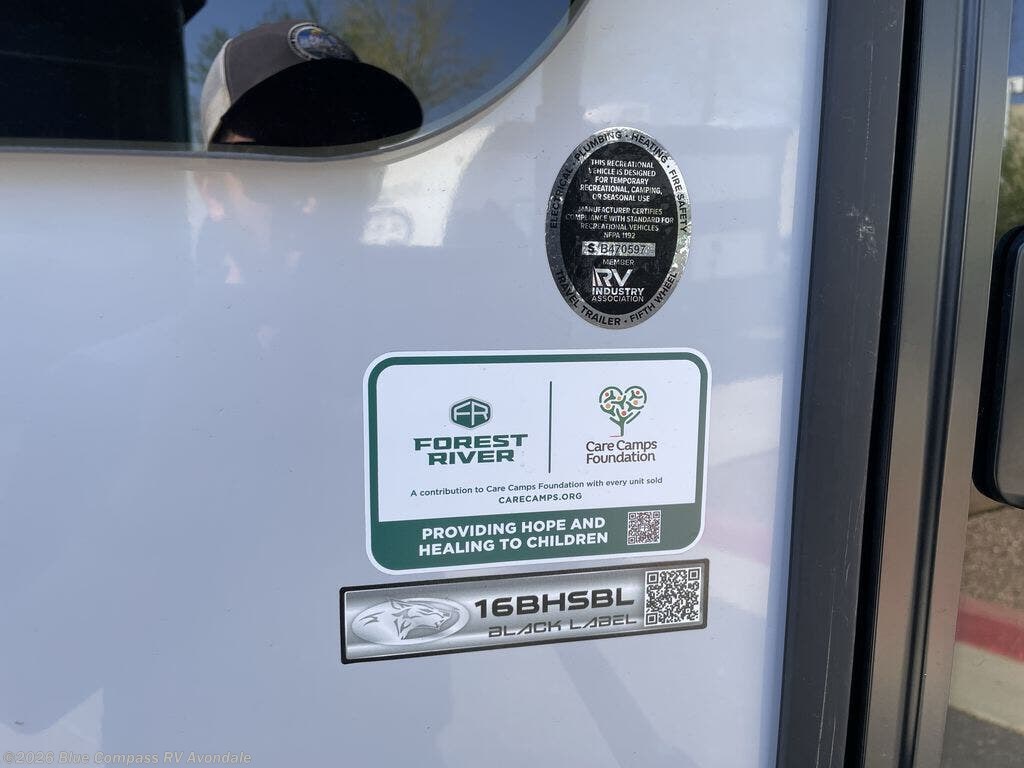 ELECTRICAL · PLUMBING · HEATING · FIRE SAFETY
THIS RECREATIONAL
VEHICLE IS DESIGNED
FOR TEMPORARY
RECREATIONAL, CAMPING,
OR SEASONAL USE
MANUFACTURER CERTIFIES
COMPLIANCE WITH STANDARD FOR
RECREATIONAL VEHICLES
NFPA 1192
S B470597
MEMBER
RV
INDUSTRY
ASSOCIATION
TRAVEL TRAILER · FIFTH WHEEL
FR
FOREST
RIVER
Care Camps
Foundation
A contribution to Care Camps Foundation with every unit sold
CARECAMPS.ORG
PROVIDING HOPE AND
HEALING TO CHILDREN
16BHSBL
BLACK LABEL
©2026 Blue Compass RV Avondale